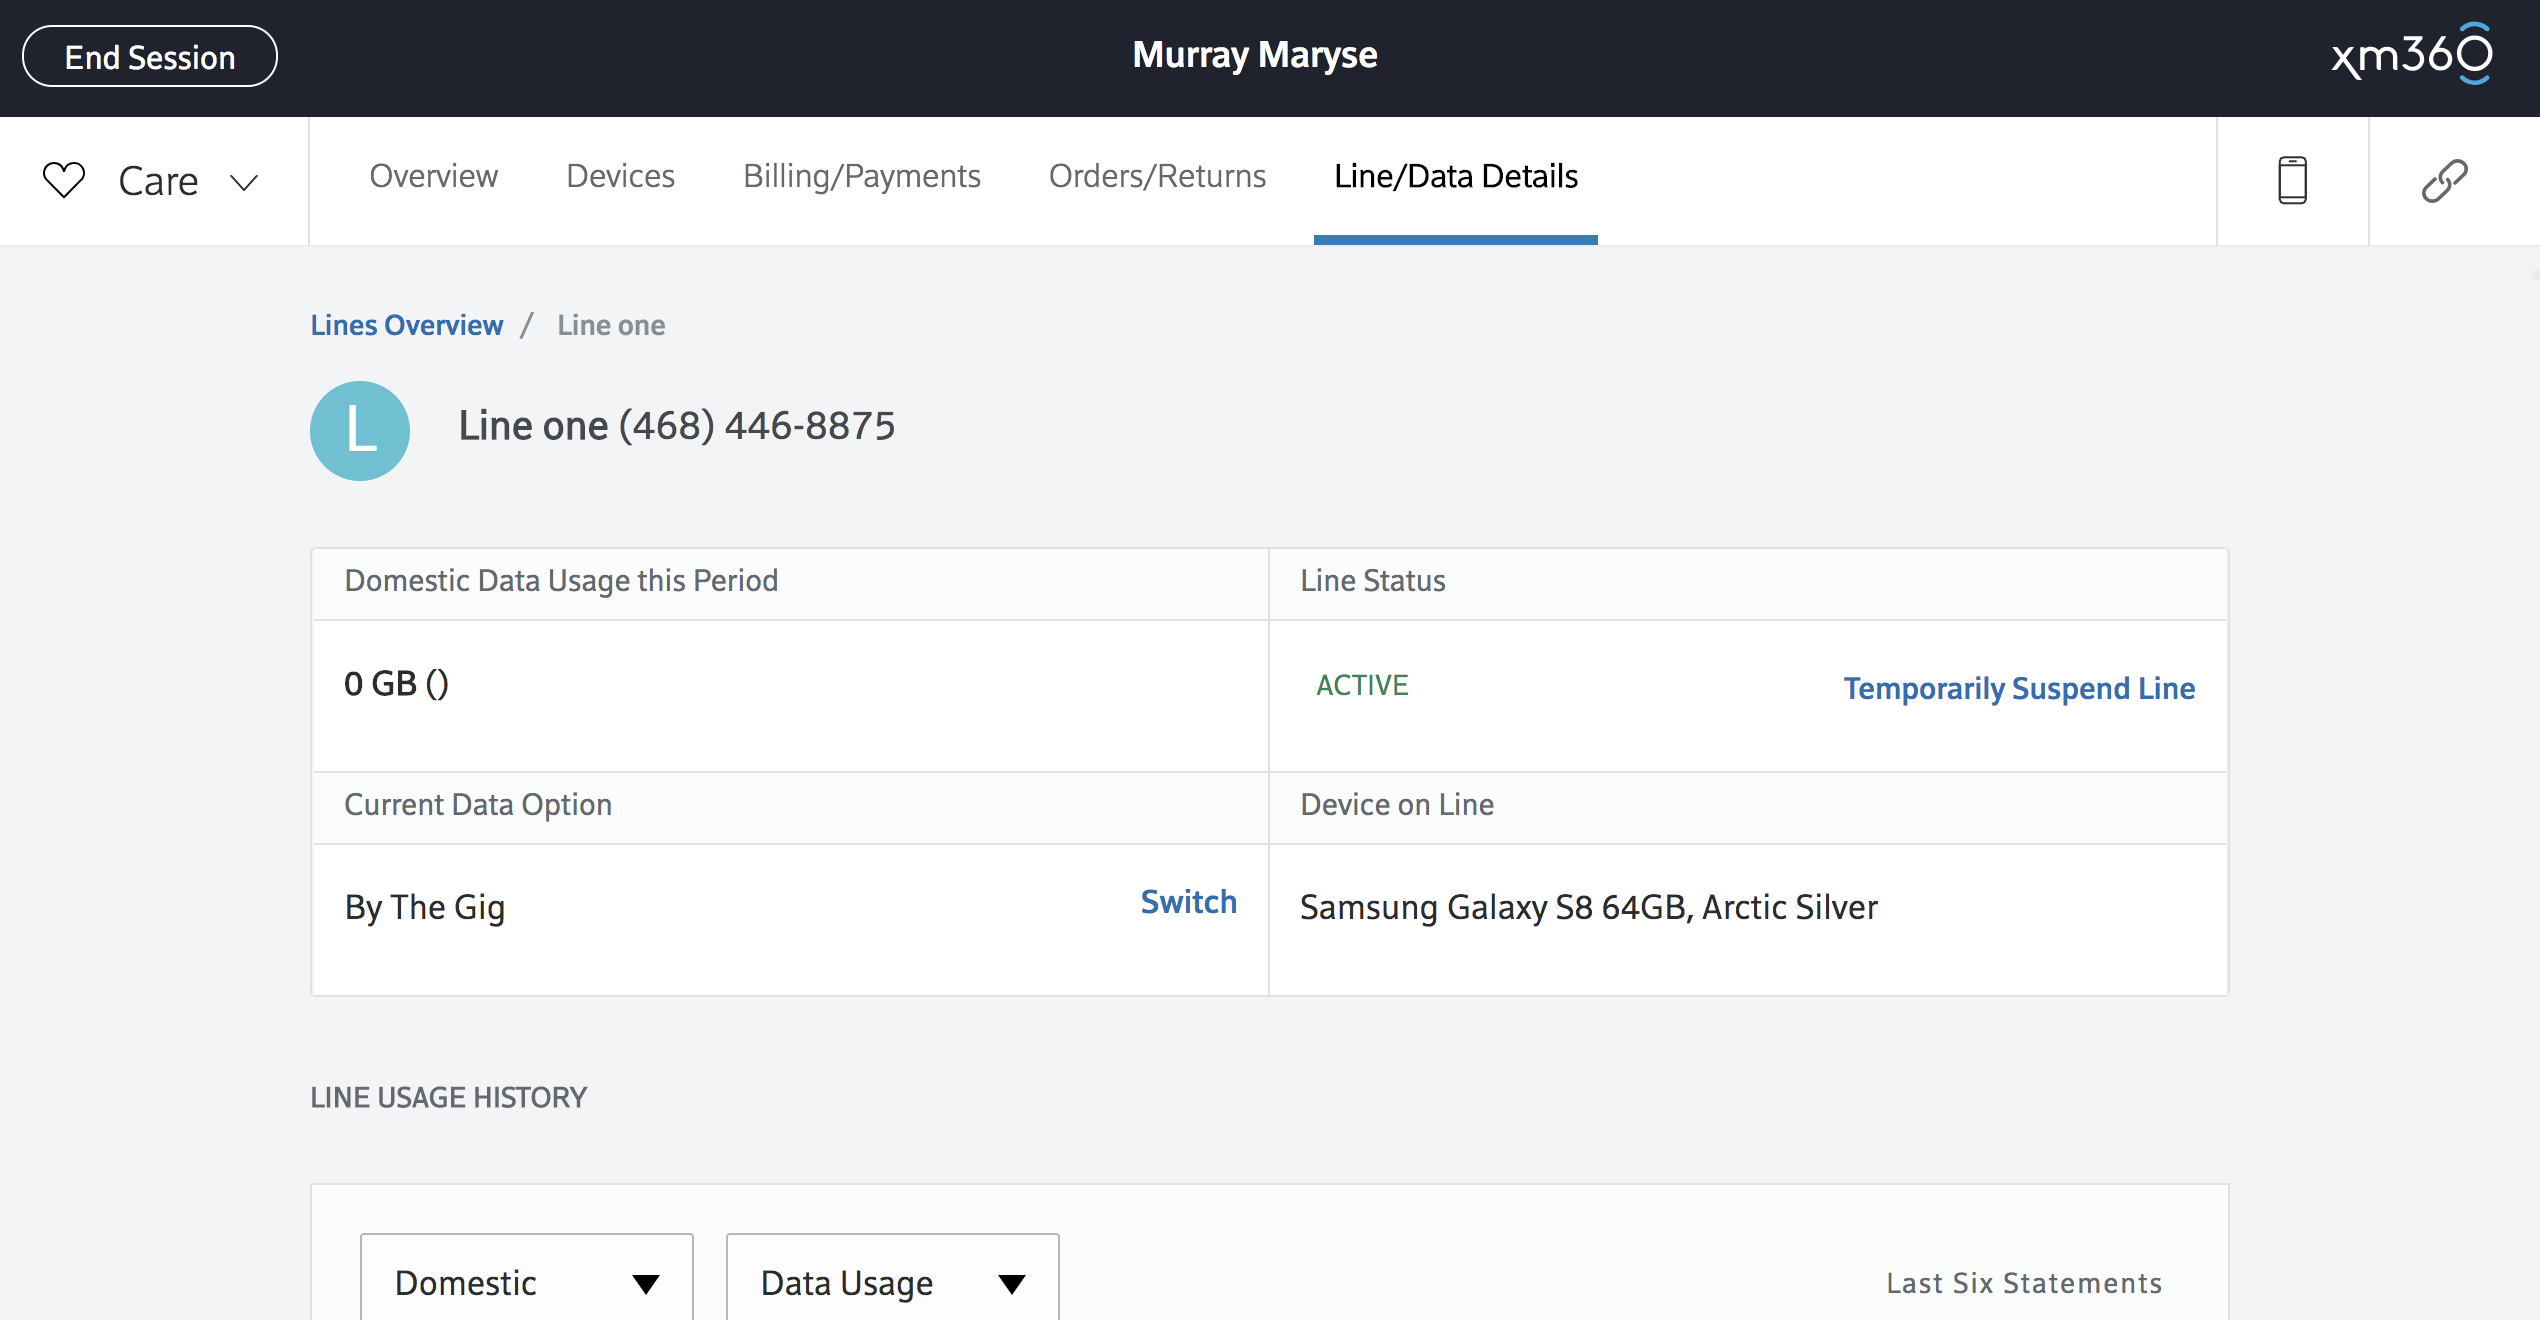 End Session
Murray Maryse
xm360
Care
Overview
Devices
Billing/Payments
Orders/Returns
Line/Data Details
Lines Overview / Line one
L
Line one (468) 446-8875
Domestic Data Usage this Period
Line Status
0 GB ()
ACTIVE
Temporarily Suspend Line
Current Data Option
Device on Line
By The Gig
Switch
Samsung Galaxy S8 64GB, Arctic Silver
LINE USAGE HISTORY
Domestic
Data Usage
Last Six Statements